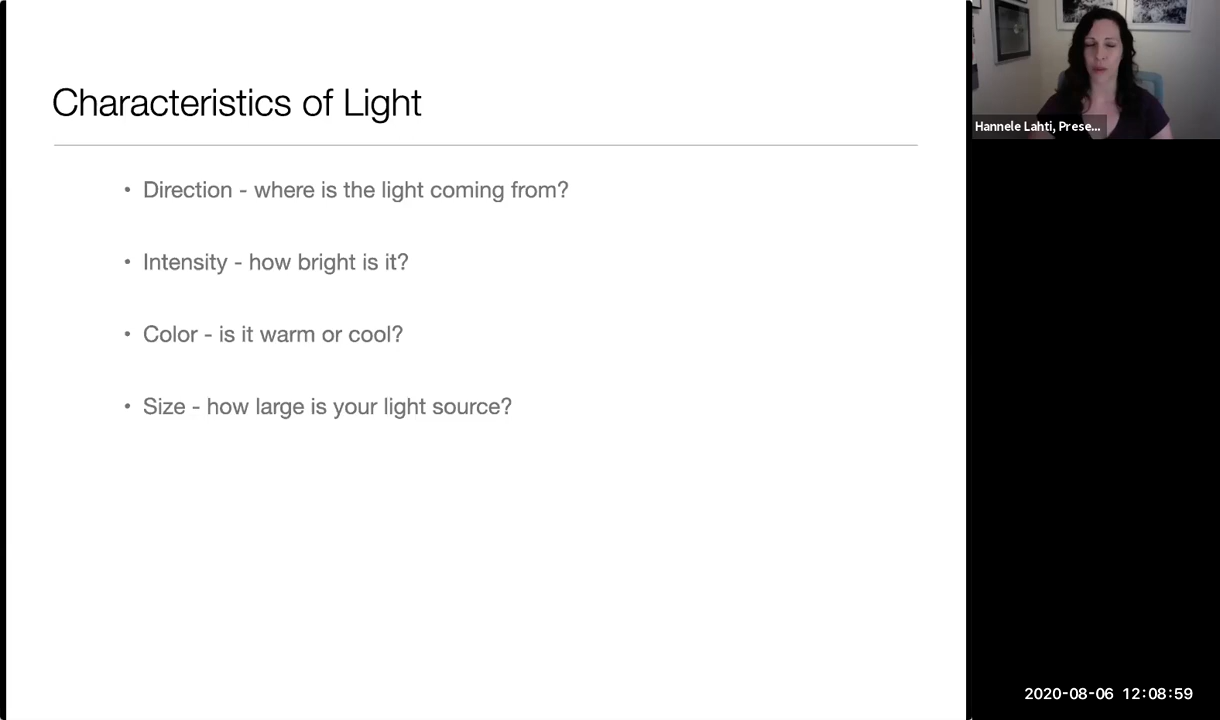 Characteristics of Light
• Direction - where is the light coming from?
• Intensity - how bright is it?
• Color - is it warm or cool?
• Size - how large is your light source?
Hannele Lahti, Prese...
2020-08-06 12:08:59